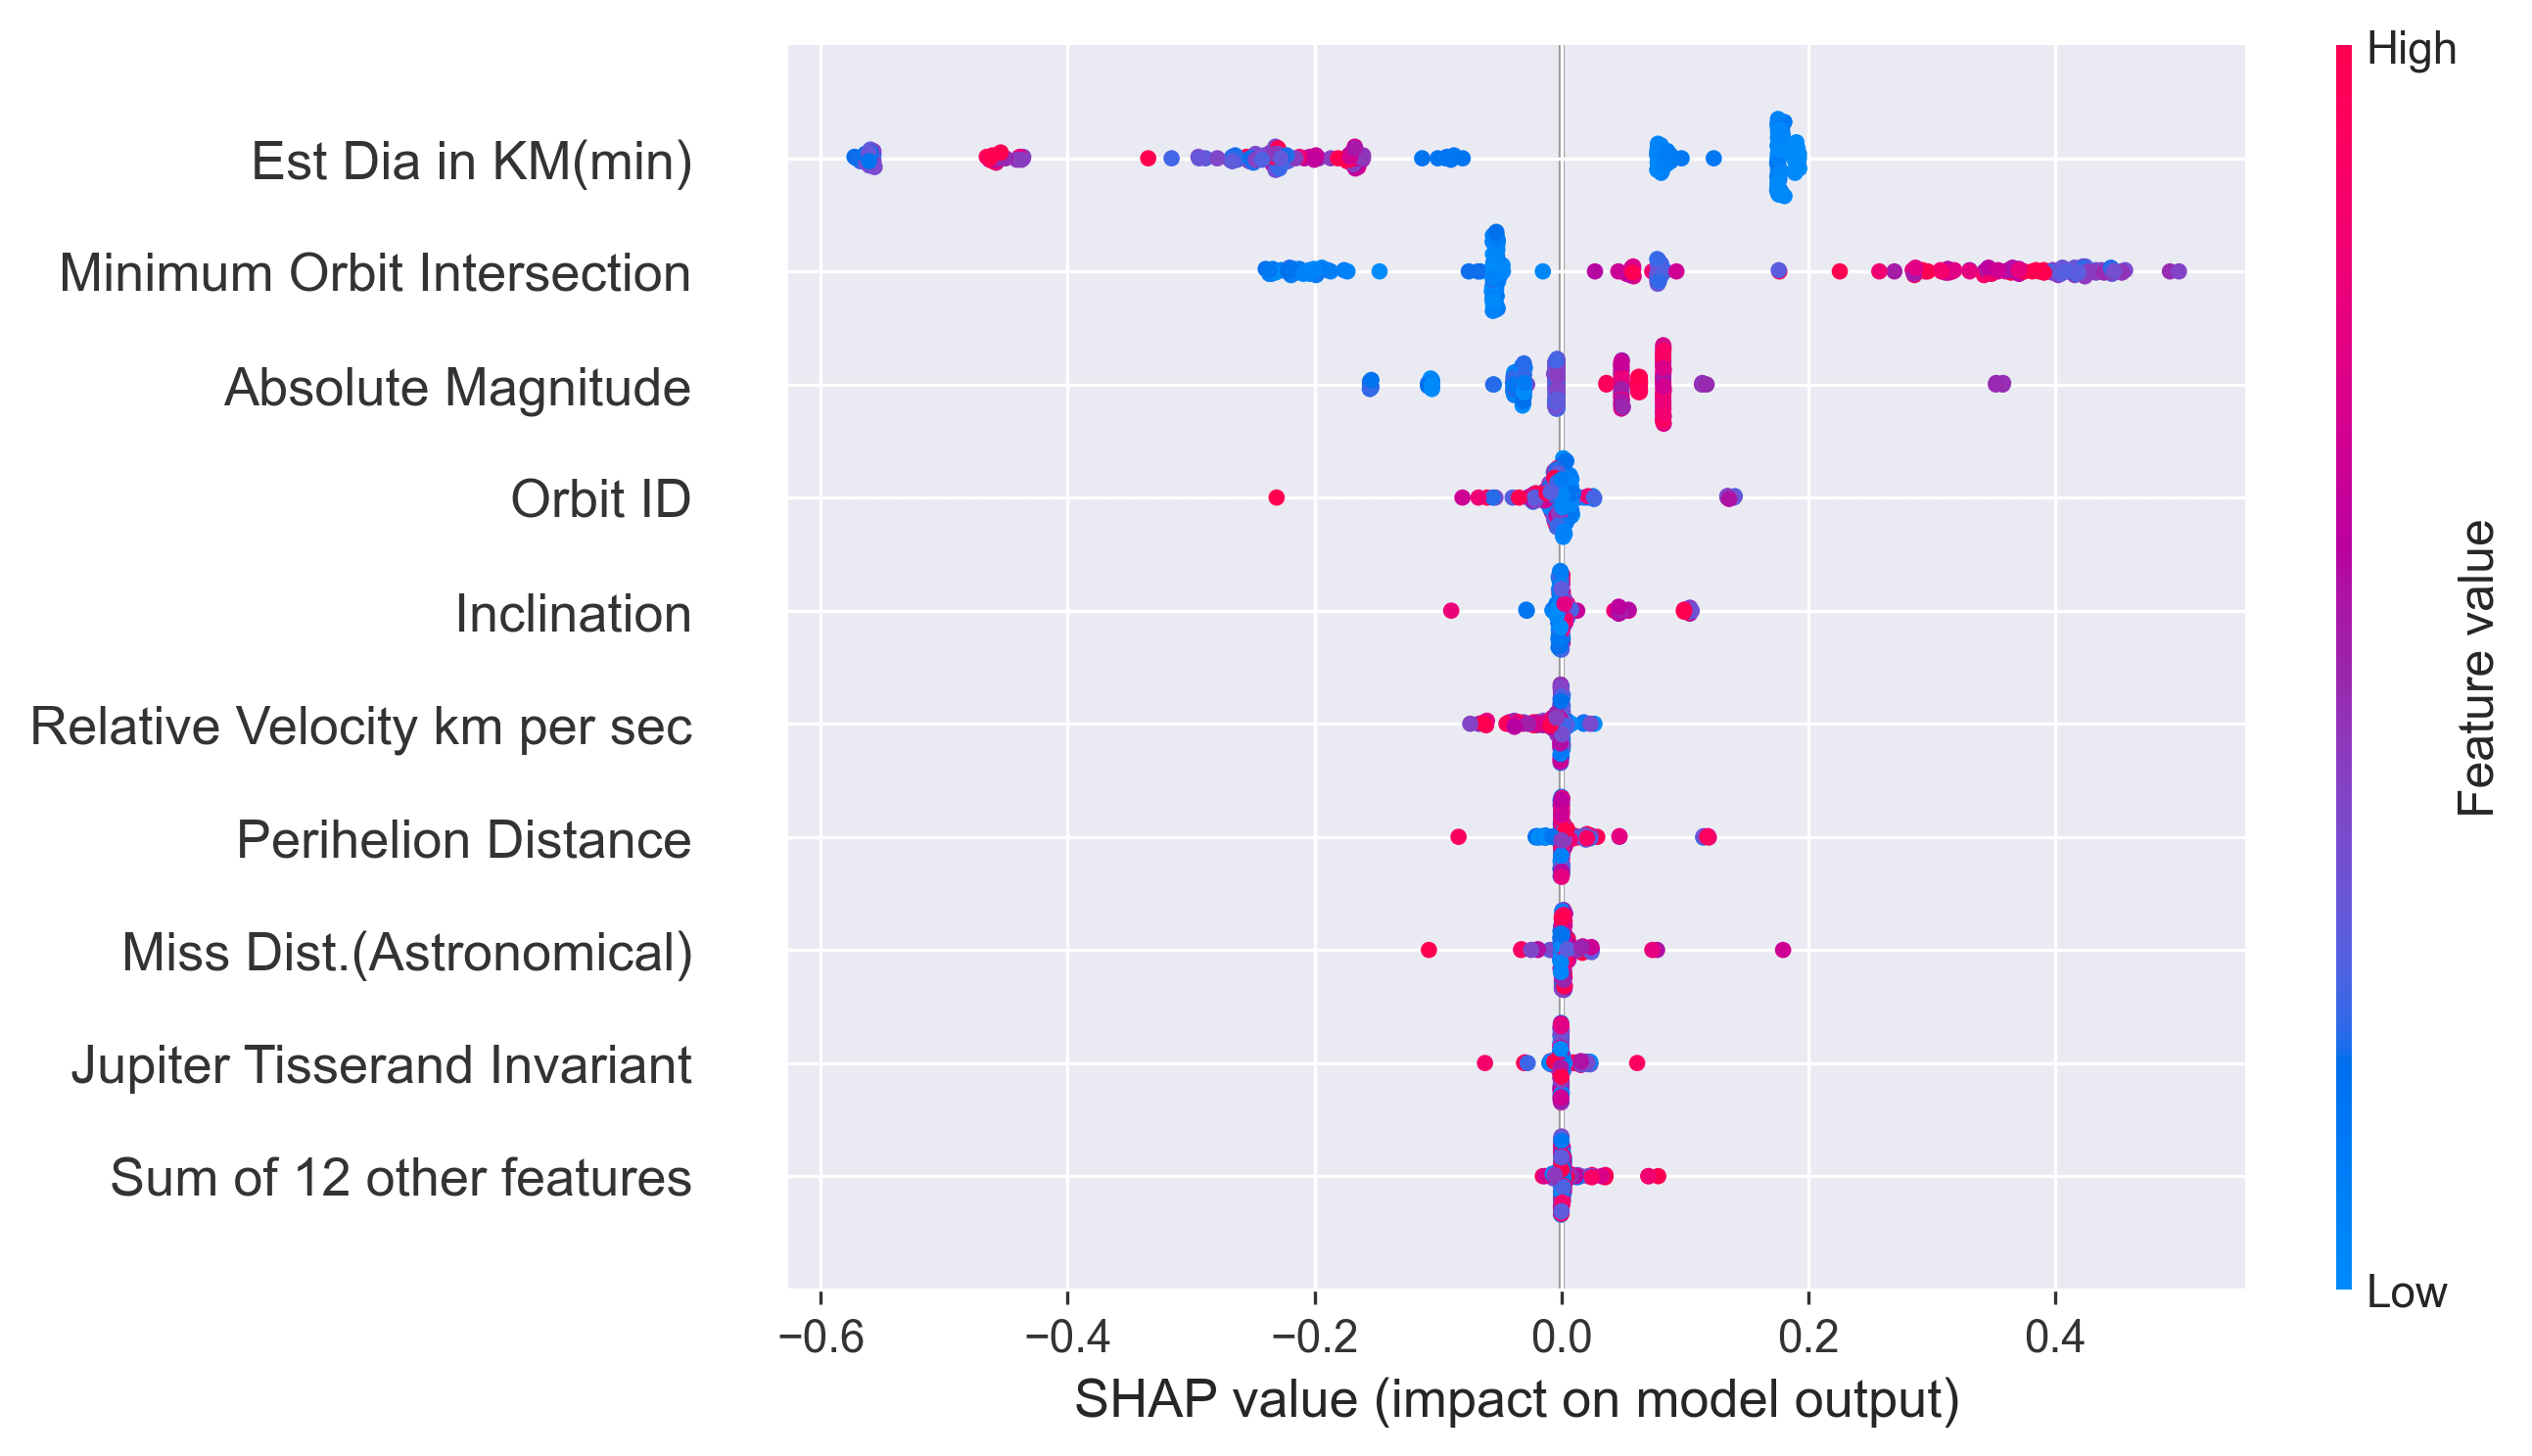 High
Est Dia in KM(min)
Minimum Orbit Intersection
Absolute Magnitude
Orbit ID
Inclination
Relative Velocity km per sec
Perihelion Distance
Miss Dist.(Astronomical)
Jupiter Tisserand Invariant
Sum of 12 other features
Feature value
Low
−0.6 −0.4 −0.2 0.0 0.2 0.4
SHAP value (impact on model output)